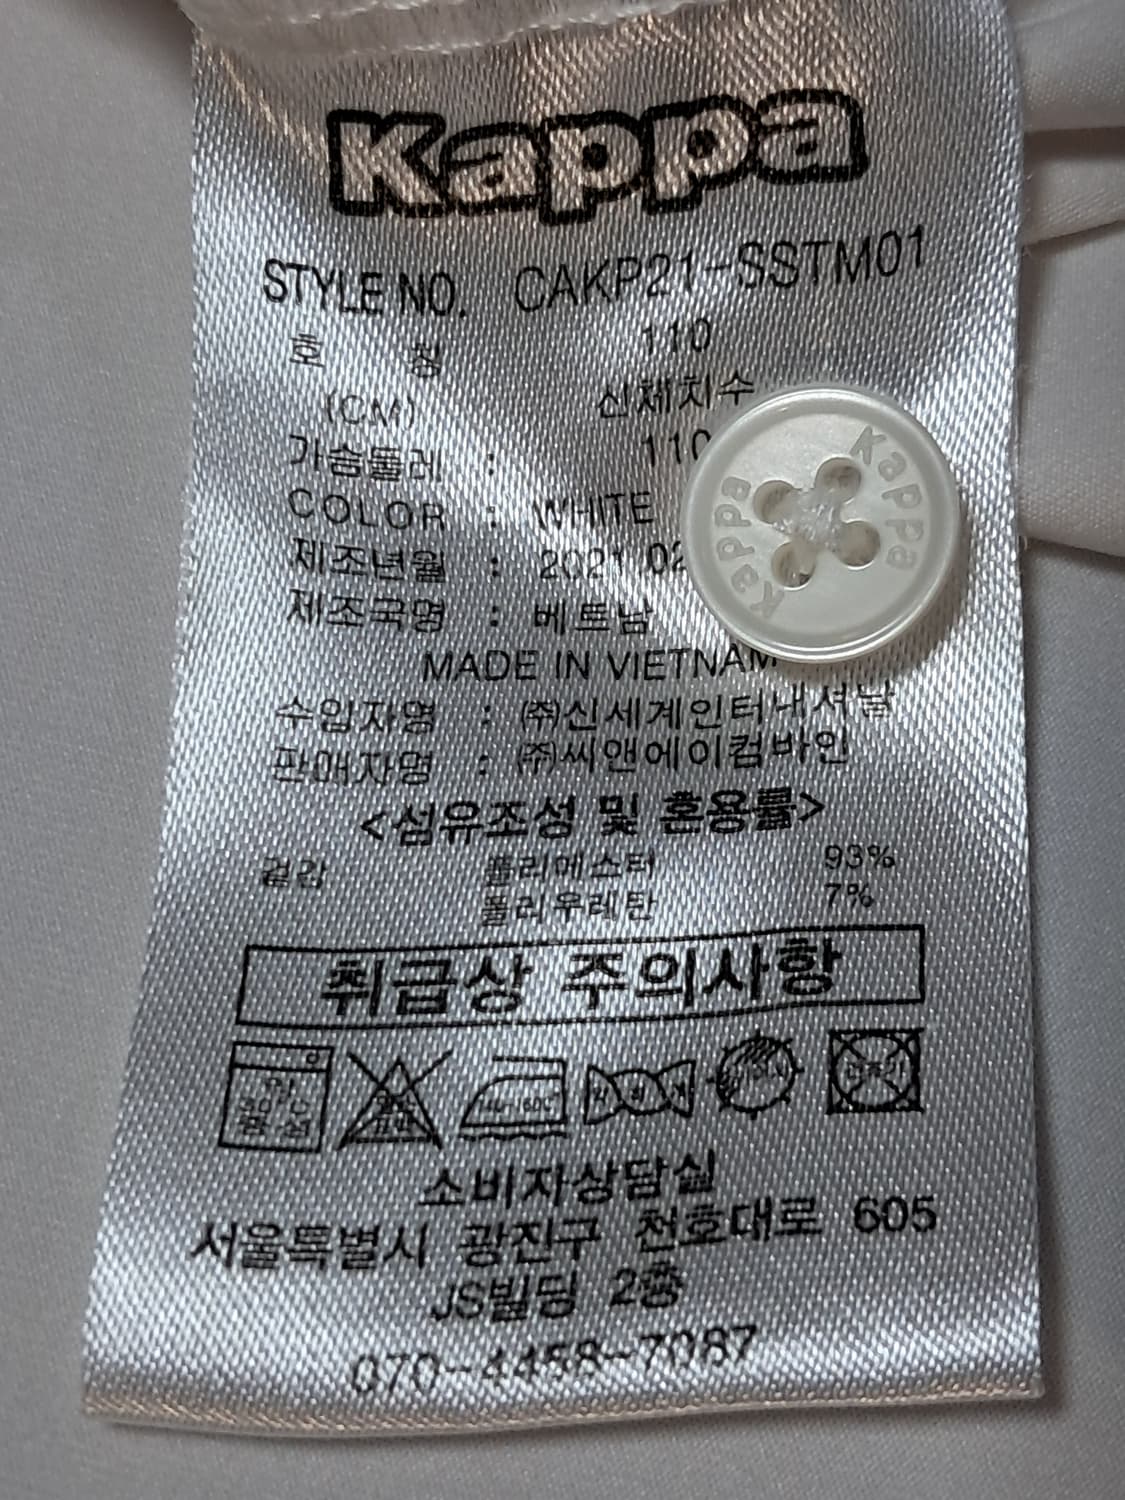 Kappa
STYLE NO. CAKP21-SSTM01
호 칭 110
(CM) 신체치수
가슴둘레 : 110
COLOR : WHITE
제조년월 : 2021.02
제조국명 : 베트남
MADE IN VIETNAM
수입자명 : ㈜신세계인터내셔날
판매자명 : ㈜씨앤에이컴바인
<섬유조성 및 혼용률>
겉감 폴리에스터 93%
폴리우레탄 7%
취급상 주의사항
소비자상담실
서울특별시 광진구 천호대로 605
JS빌딩 2층
070-4458-7087
Kappa
Kappa